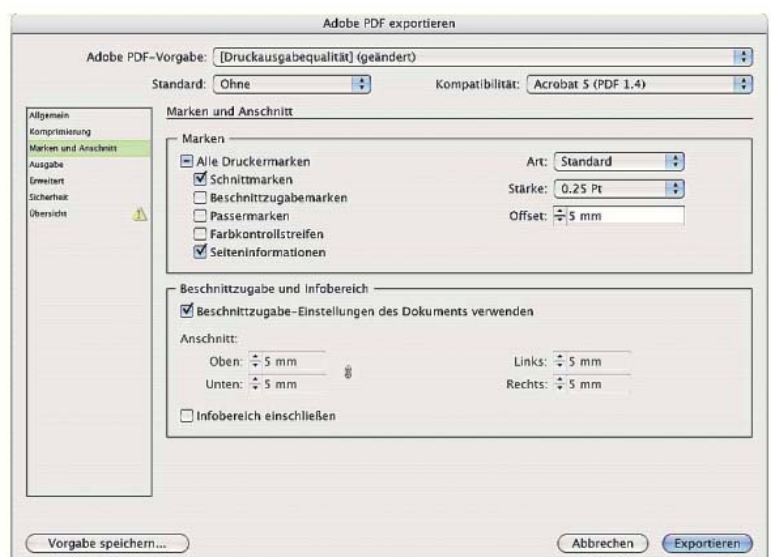 Adobe PDF exportieren
Adobe PDF-Vorgabe: [Druckausgabequalität] (geändert)
Standard: Ohne Kompatibilität: Acrobat 5 (PDF 1.4)
Allgemein
Komprimierung
Marken und Anschnitt
Ausgabe
Erweitert
Sicherheit
Übersicht
Marken und Anschnitt
Marken
Alle Druckermarken
Schnittmarken
Beschnittzugabemarken
Passermarken
Farbkontrollstreifen
Seiteninformationen
Art: Standard
Stärke: 0.25 Pt
Offset: 5 mm
Beschnittzugabe und Infobereich
Beschnittzugabe-Einstellungen des Dokuments verwenden
Anschnitt:
Oben: 5 mm Links: 5 mm
Unten: 5 mm Rechts: 5 mm
Infobereich einschließen
Vorgabe speichern... Abbrechen Exportieren